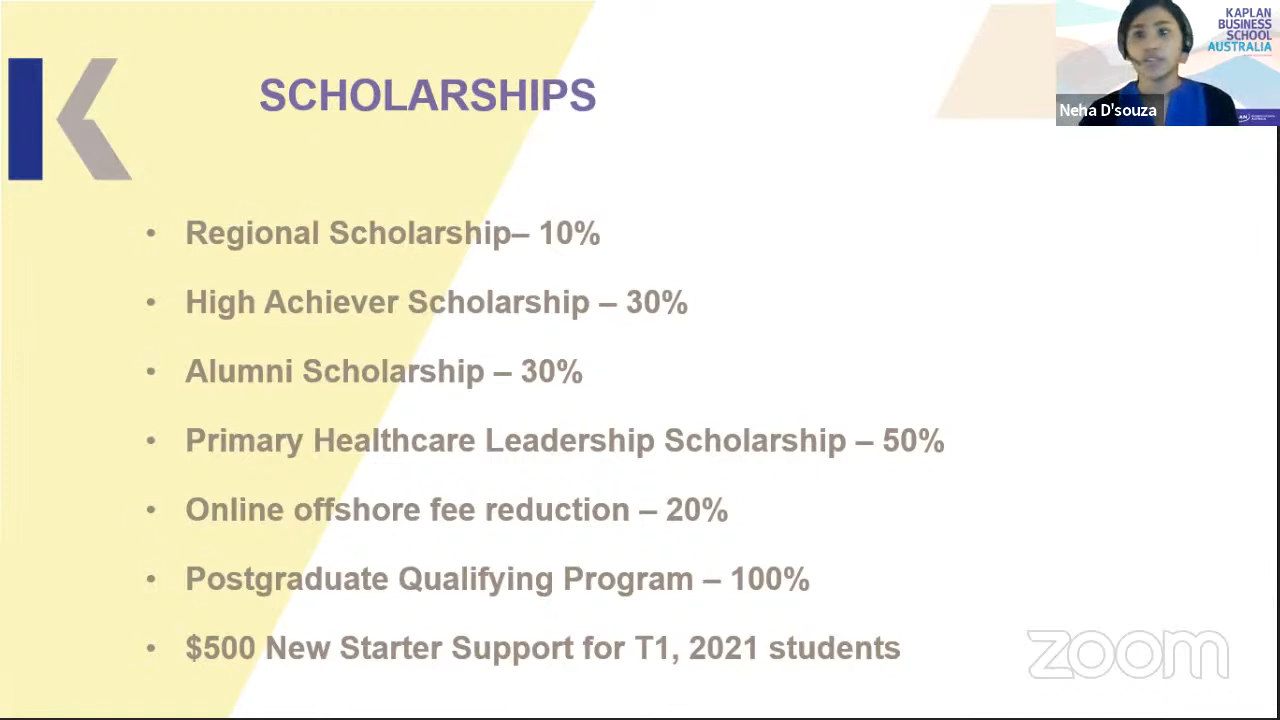 SCHOLARSHIPS
KAPLAN
BUSINESS
SCHOOL
AUSTRALIA
Neha D'souza
• Regional Scholarship– 10%
• High Achiever Scholarship – 30%
• Alumni Scholarship – 30%
• Primary Healthcare Leadership Scholarship – 50%
• Online offshore fee reduction – 20%
• Postgraduate Qualifying Program – 100%
• $500 New Starter Support for T1, 2021 students
zoom